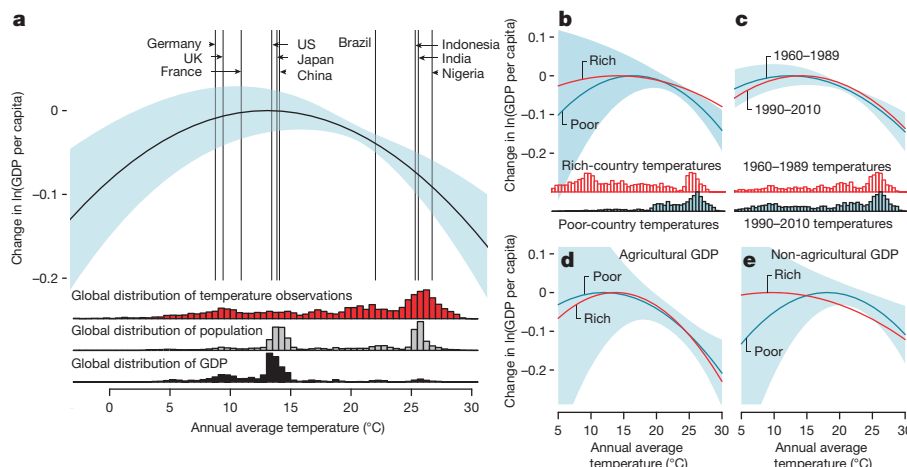 a
Germany
UK
France
US
Japan
China
Brazil
Indonesia
India
Nigeria
Change in ln(GDP per capita)
0
−0.1
−0.2
Global distribution of temperature observations
Global distribution of population
Global distribution of GDP
0 5 10 15 20 25 30
Annual average temperature (°C)
b
Change in ln(GDP per capita)
0.1
0
−0.1
−0.2
Rich
Poor
Rich-country temperatures
Poor-country temperatures
c
1960–1989
1990–2010
1960–1989 temperatures
1990–2010 temperatures
d
Agricultural GDP
Change in ln(GDP per capita)
0.1
0
−0.1
−0.2
Poor
Rich
5 10 15 20 25 30
Annual average
temperature (°C)
e
Non-agricultural GDP
Rich
Poor
5 10 15 20 25 30
Annual average
temperature (°C)